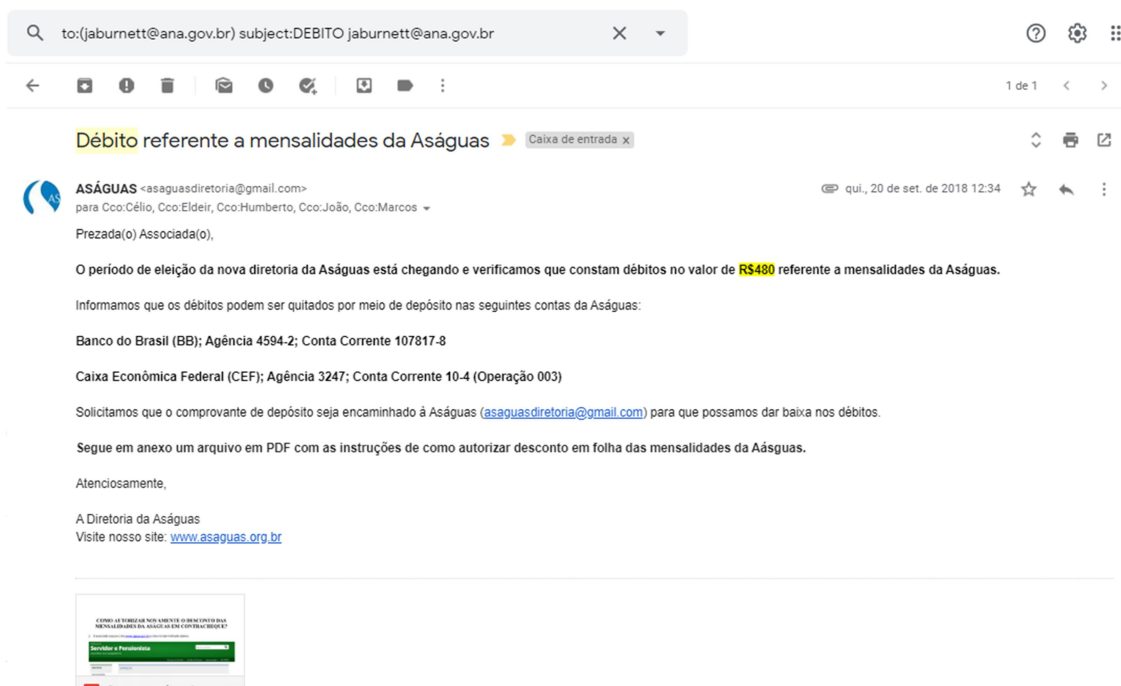 to:(jaburnett@ana.gov.br) subject:DEBITO jaburnett@ana.gov.br
1 de 1
Débito referente a mensalidades da Aságuas
Caixa de entrada x
ASÁGUAS <asaguasdiretoria@gmail.com>
qui., 20 de set. de 2018 12:34
para Cco:Célio, Cco:Eldeir, Cco:Humberto, Cco:João, Cco:Marcos
Prezada(o) Associada(o),
O período de eleição da nova diretoria da Aságuas está chegando e verificamos que constam débitos no valor de R$480 referente a mensalidades da Aságuas.
Informamos que os débitos podem ser quitados por meio de depósito nas seguintes contas da Aságuas:
Banco do Brasil (BB); Agência 4594-2; Conta Corrente 107817-8
Caixa Econômica Federal (CEF); Agência 3247; Conta Corrente 10-4 (Operação 003)
Solicitamos que o comprovante de depósito seja encaminhado à Aságuas (asaguasdiretoria@gmail.com) para que possamos dar baixa nos débitos.
Segue em anexo um arquivo em PDF com as instruções de como autorizar desconto em folha das mensalidades da Aásguas.
Atenciosamente,
A Diretoria da Aságuas
Visite nosso site: www.asaguas.org.br
COMO AUTORIZAR NOVAMENTE O DESCONTO DAS
MENSALIDADES DA ASÁGUAS EM CONTRACHEQUE?
Servidor e Pensionista